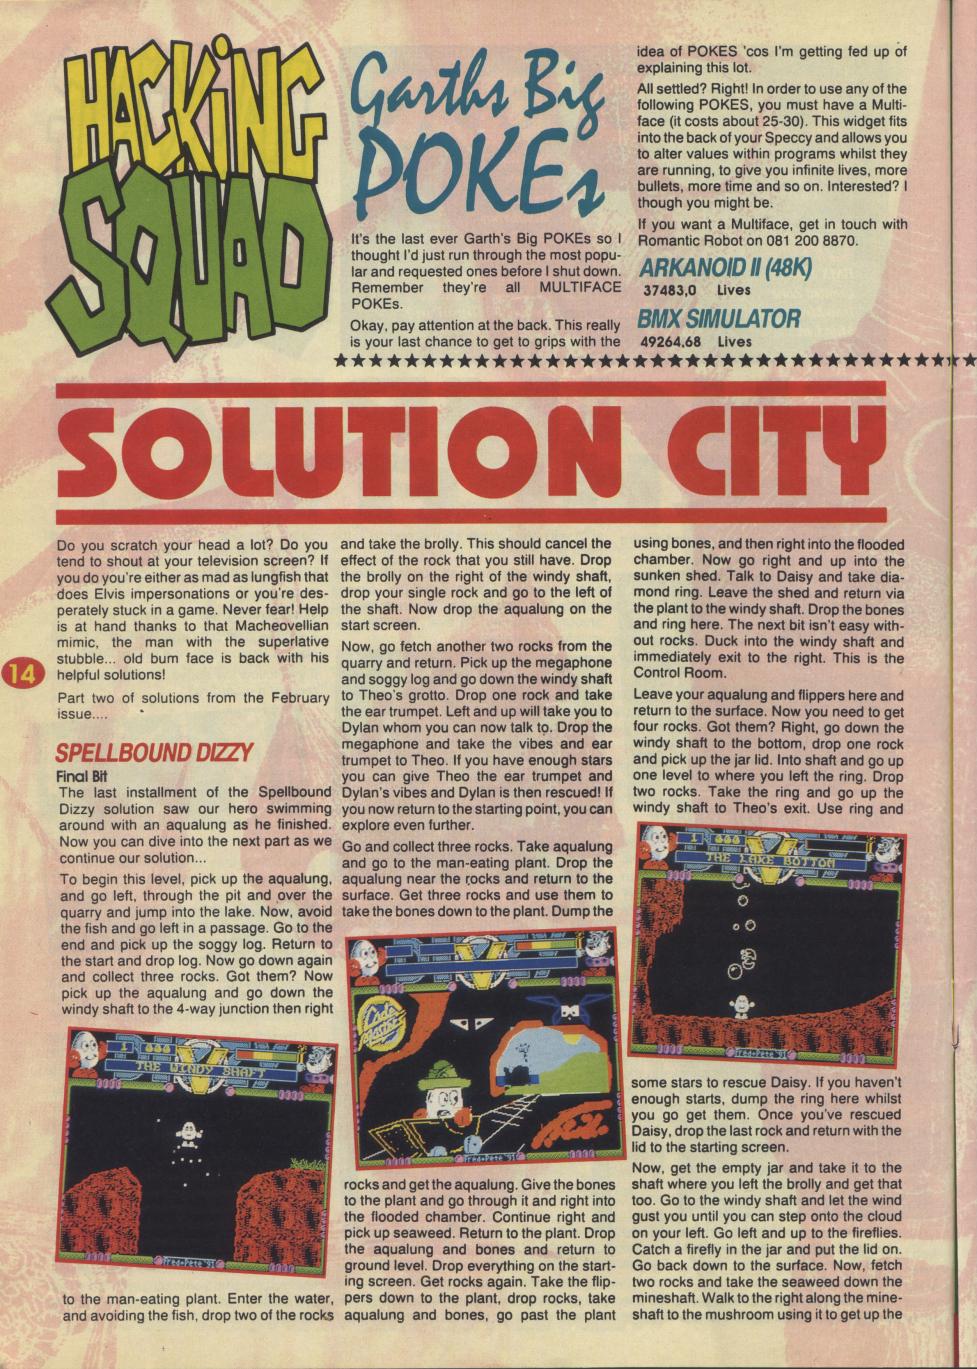 HACKING
SQUAD
Garths Big
POKEs
It's the last ever Garth's Big POKEs so I
thought I'd just run through the most popu-
lar and requested ones before I shut down.
Remember they're all MULTIFACE
POKEs.
Okay, pay attention at the back. This really
is your last chance to get to grips with the
idea of POKES 'cos I'm getting fed up of
explaining this lot.
All settled? Right! In order to use any of the
following POKES, you must have a Multi-
face (it costs about 25-30). This widget fits
into the back of your Speccy and allows you
to alter values within programs whilst they
are running, to give you infinite lives, more
bullets, more time and so on. Interested? I
though you might be.
If you want a Multiface, get in touch with
Romantic Robot on 081 200 8870.
ARKANOID II (48K)
37483,0 Lives
BMX SIMULATOR
49264,68 Lives
SOLUTION CITY
Do you scratch your head a lot? Do you
tend to shout at your television screen? If
you do you're either as mad as lungfish that
does Elvis impersonations or you're des-
perately stuck in a game. Never fear! Help
is at hand thanks to that Macheovellian
mimic, the man with the superlative
stubble... old bum face is back with his
helpful solutions!
Part two of solutions from the February
issue....
SPELLBOUND DIZZY
Final Bit
The last installment of the Spellbound
Dizzy solution saw our hero swimming
around with an aqualung as he finished.
Now you can dive into the next part as we
continue our solution...
To begin this level, pick up the aqualung,
and go left, through the pit and over the
quarry and jump into the lake. Now, avoid
the fish and go left in a passage. Go to the
end and pick up the soggy log. Return to
the start and drop log. Now go down again
and collect three rocks. Got them? Now
pick up the aqualung and go down the
windy shaft to the 4-way junction then right
THE WINDY SHAFT
Fred+Pete '91
to the man-eating plant. Enter the water,
and avoiding the fish, drop two of the rocks
and take the brolly. This should cancel the
effect of the rock that you still have. Drop
the brolly on the right of the windy shaft,
drop your single rock and go to the left of
the shaft. Now drop the aqualung on the
start screen.
Now, go fetch another two rocks from the
quarry and return. Pick up the megaphone
and soggy log and go down the windy shaft
to Theo's grotto. Drop one rock and take
the ear trumpet. Left and up will take you to
Dylan whom you can now talk to. Drop the
megaphone and take the vibes and ear
trumpet to Theo. If you have enough stars
you can give Theo the ear trumpet and
Dylan's vibes and Dylan is then rescued! If
you now return to the starting point, you can
explore even further.
Go and collect three rocks. Take aqualung
and go to the man-eating plant. Drop the
aqualung near the rocks and return to the
surface. Get three rocks and use them to
take the bones down to the plant. Dump the
Code Masters
Fred+Pete '91
rocks and get the aqualung. Give the bones
to the plant and go through it and right into
the flooded chamber. Continue right and
pick up seaweed. Return to the plant. Drop
the aqualung and bones and return to
ground level. Drop everything on the start-
ing screen. Get rocks again. Take the flip-
pers down to the plant, drop rocks, take
aqualung and bones, go past the plant
using bones, and then right into the flooded
chamber. Now go right and up into the
sunken shed. Talk to Daisy and take dia-
mond ring. Leave the shed and return via
the plant to the windy shaft. Drop the bones
and ring here. The next bit isn't easy with-
out rocks. Duck into the windy shaft and
immediately exit to the right. This is the
Control Room.
Leave your aqualung and flippers here and
return to the surface. Now you need to get
four rocks. Got them? Right, go down the
windy shaft to the bottom, drop one rock
and pick up the jar lid. Into shaft and go up
one level to where you left the ring. Drop
two rocks. Take the ring and go up the
windy shaft to Theo's exit. Use ring and
THE LAKE BOTTOM
Fred+Pete '91
some stars to rescue Daisy. If you haven't
enough starts, dump the ring here whilst
you go get them. Once you've rescued
Daisy, drop the last rock and return with the
lid to the starting screen.
Now, get the empty jar and take it to the
shaft where you left the brolly and get that
too. Go to the windy shaft and let the wind
gust you until you can step onto the cloud
on your left. Go left and up to the fireflies.
Catch a firefly in the jar and put the lid on.
Go back down to the surface. Now, fetch
two rocks and take the seaweed down the
mineshaft. Walk to the right along the mine-
shaft to the mushroom using it to get up the
14